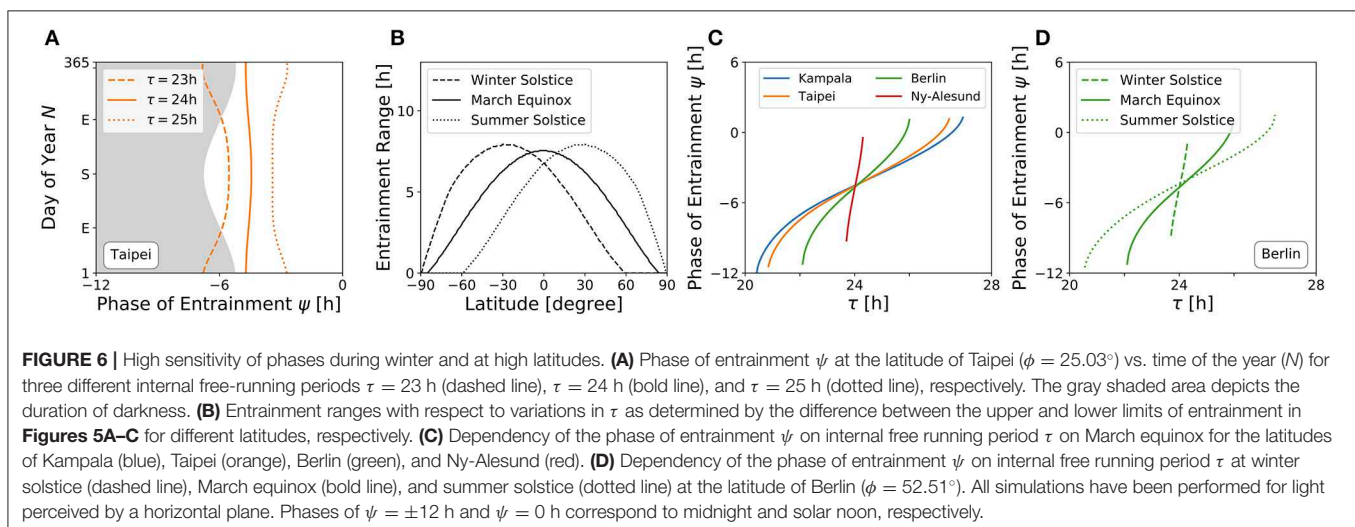 A
365
E
S
E
1
Day of Year N
τ = 23h
τ = 24h
τ = 25h
Taipei
−12
−6
0
Phase of Entrainment ψ [h]
B
Entrainment Range [h]
10
5
0
Winter Solstice
March Equinox
Summer Solstice
−90
−60
−30
0
30
60
90
Latitude [degree]
C
Phase of Entrainment ψ [h]
6
0
−6
−12
Kampala
Taipei
Berlin
Ny-Alesund
20
24
28
τ [h]
D
Phase of Entrainment ψ [h]
6
0
−6
−12
Winter Solstice
March Equinox
Summer Solstice
Berlin
20
24
28
τ [h]
FIGURE 6 | High sensitivity of phases during winter and at high latitudes. (A) Phase of entrainment ψ at the latitude of Taipei (ϕ = 25.03°) vs. time of the year (N) for
three different internal free-running periods τ = 23 h (dashed line), τ = 24 h (bold line), and τ = 25 h (dotted line), respectively. The gray shaded area depicts the
duration of darkness. (B) Entrainment ranges with respect to variations in τ as determined by the difference between the upper and lower limits of entrainment in
Figures 5A–C for different latitudes, respectively. (C) Dependency of the phase of entrainment ψ on internal free running period τ on March equinox for the latitudes
of Kampala (blue), Taipei (orange), Berlin (green), and Ny-Alesund (red). (D) Dependency of the phase of entrainment ψ on internal free running period τ at winter
solstice (dashed line), March equinox (bold line), and summer solstice (dotted line) at the latitude of Berlin (ϕ = 52.51°). All simulations have been performed for light
perceived by a horizontal plane. Phases of ψ = ±12 h and ψ = 0 h correspond to midnight and solar noon, respectively.